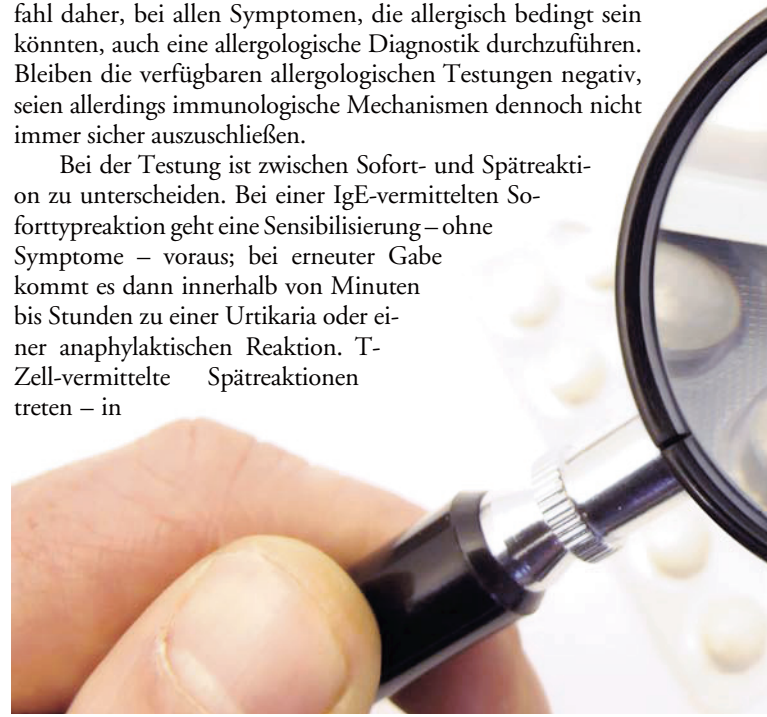 fahl daher, bei allen Symptomen, die allergisch bedingt sein
könnten, auch eine allergologische Diagnostik durchzuführen.
Bleiben die verfügbaren allergologischen Testungen negativ,
seien allerdings immunologische Mechanismen dennoch nicht
immer sicher auszuschließen.
Bei der Testung ist zwischen Sofort- und Spätreakti-
on zu unterscheiden. Bei einer IgE-vermittelten So-
forttypreaktion geht eine Sensibilisierung – ohne
Symptome – voraus; bei erneuter Gabe
kommt es dann innerhalb von Minuten
bis Stunden zu einer Urtikaria oder ei-
ner anaphylaktischen Reaktion. T-
Zell-vermittelte Spätreaktionen
treten – in